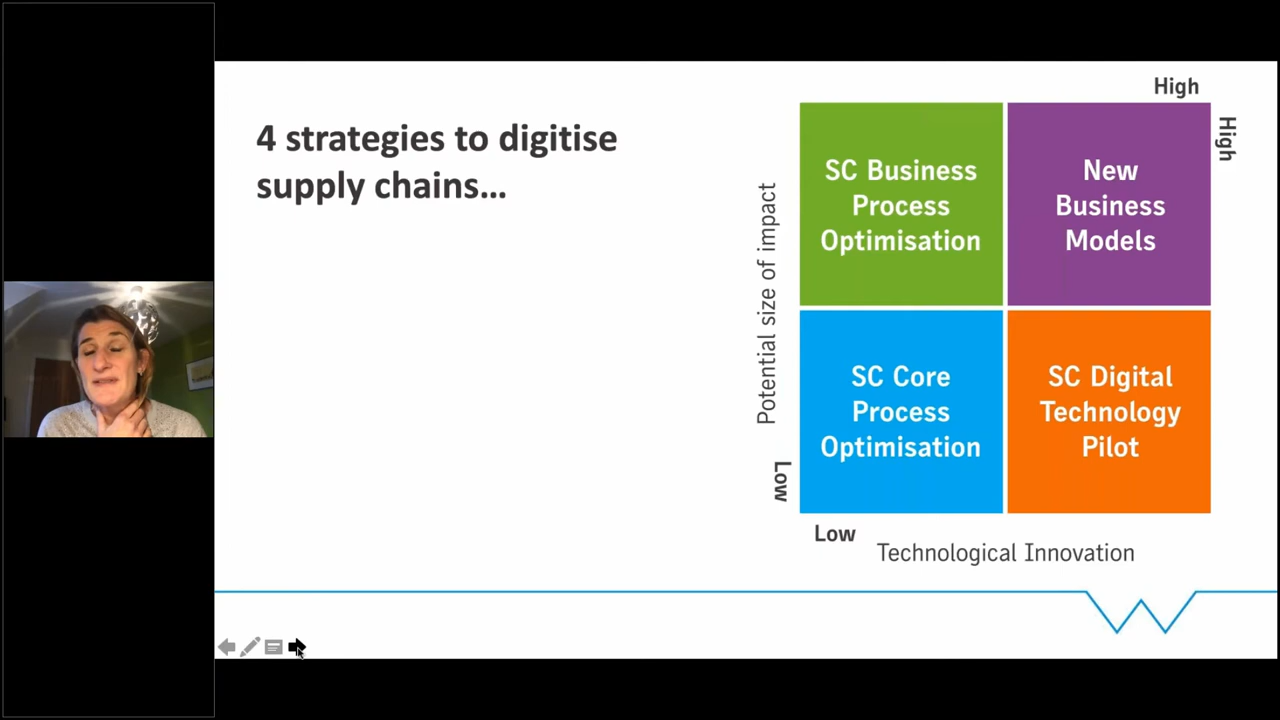 4 strategies to digitise
supply chains…
High
High
SC Business
Process
Optimisation
New
Business
Models
Potential size of impact
SC Core
Process
Optimisation
SC Digital
Technology
Pilot
Low
Low
Technological Innovation